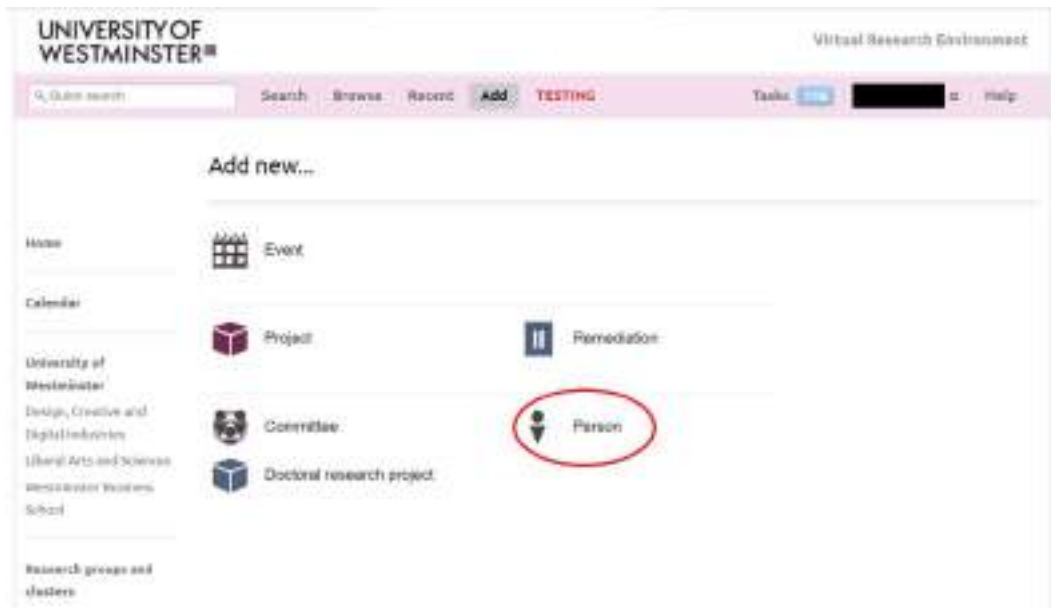 UNIVERSITY OF
WESTMINSTER
Virtual Research Environment
Quick search
Search Browse Recent Add TESTING
Tasks
Help
Add new...
Home
Event
Calendar
Project
Remediation
University of
Westminster
Design, Creative and
Digital Industries
Committee
Person
Liberal Arts and Sciences
Doctoral research project
Westminster Business
School
Research groups and
clusters